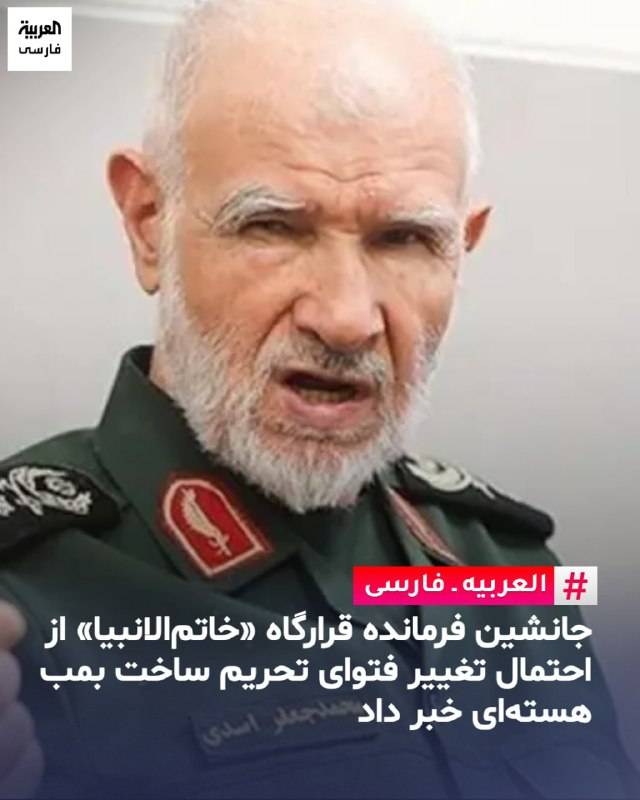 العربية
فارسی
# العربیه ـ فارسی
جانشین فرمانده قرارگاه «خاتم‌الانبیا» از
احتمال تغییر فتوای تحریم ساخت بمب
هسته‌ای خبر داد
محمدجعفر اسدی